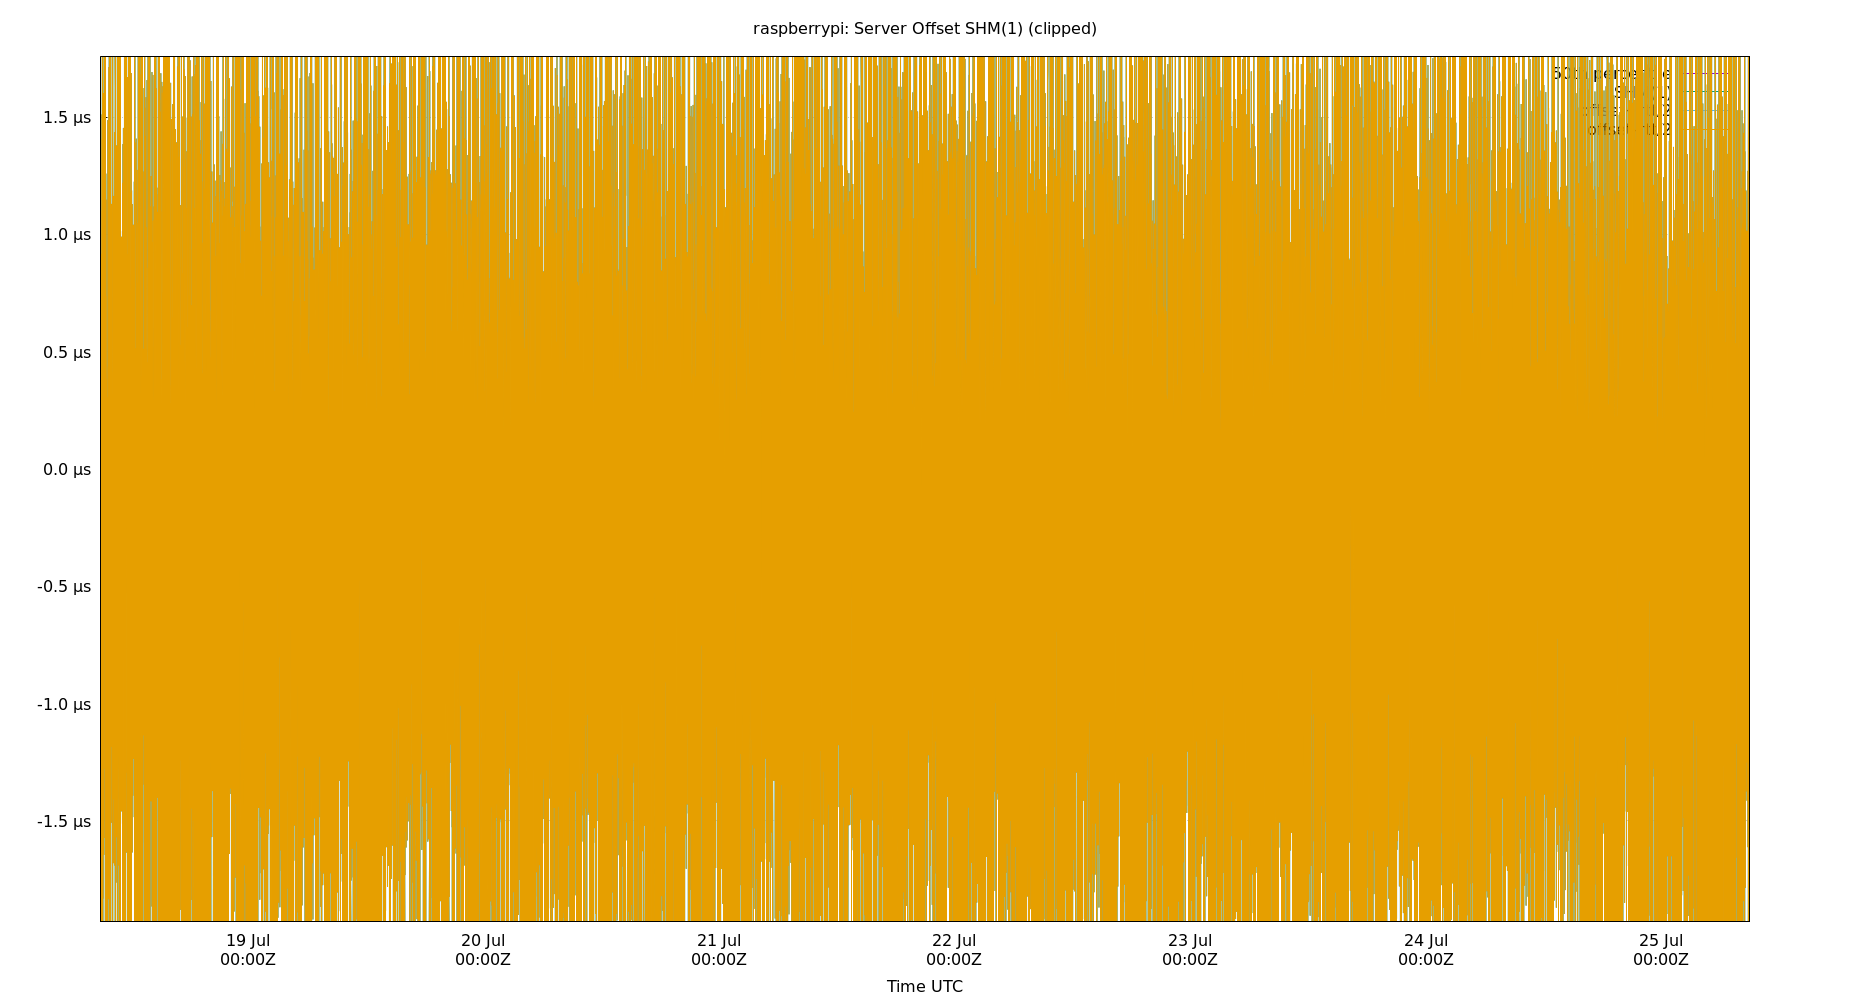 raspberrypi: Server Offset SHM(1) (clipped)
1.5 µs
1.0 µs
0.5 µs
0.0 µs
-0.5 µs
-1.0 µs
-1.5 µs
19 Jul
00:00Z
20 Jul
00:00Z
21 Jul
00:00Z
22 Jul
00:00Z
23 Jul
00:00Z
24 Jul
00:00Z
25 Jul
00:00Z
Time UTC